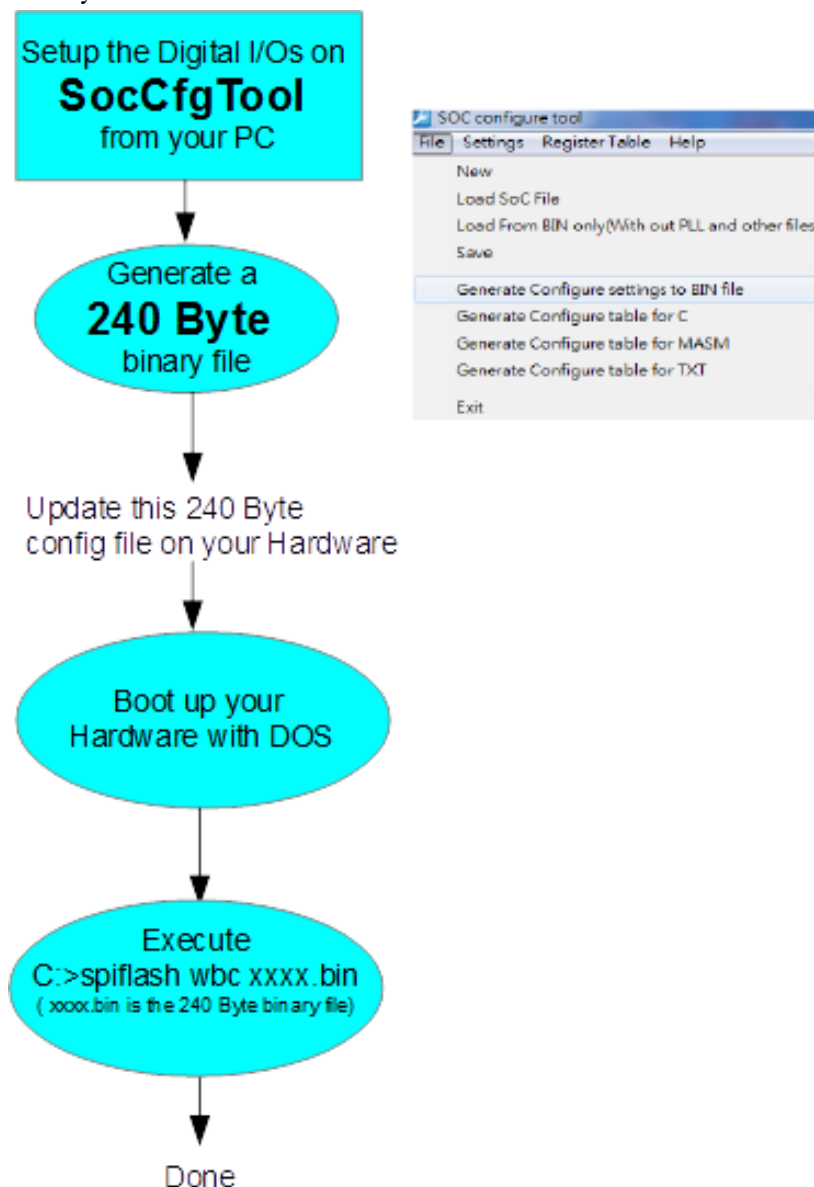 Setup the Digital I/Os on
SocCfgTool
from your PC
Generate a
240 Byte
binary file
Update this 240 Byte
config file on your Hardware
Boot up your
Hardware with DOS
Execute
C:>spiflash wbc xxxx.bin
( xxxx.bin is the 240 Byte binary file)
Done
SOC configure tool
File Settings Register Table Help
New
Load SoC File
Load From BIN only(With out PLL and other files
Save
Generate Configure settings to BIN file
Generate Configure table for C
Generate Configure table for MASM
Generate Configure table for TXT
Exit